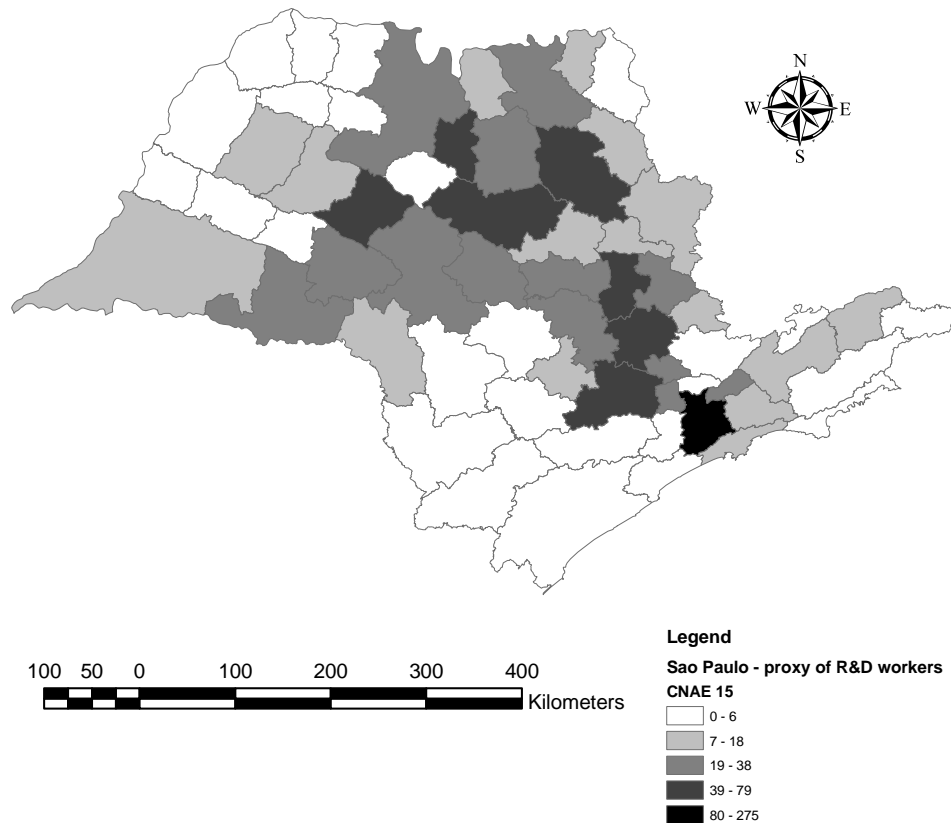 N
W E
S
100 50 0 100 200 300 400
Kilometers
Legend
Sao Paulo - proxy of R&D workers
CNAE 15
0 - 6
7 - 18
19 - 38
39 - 79
80 - 275